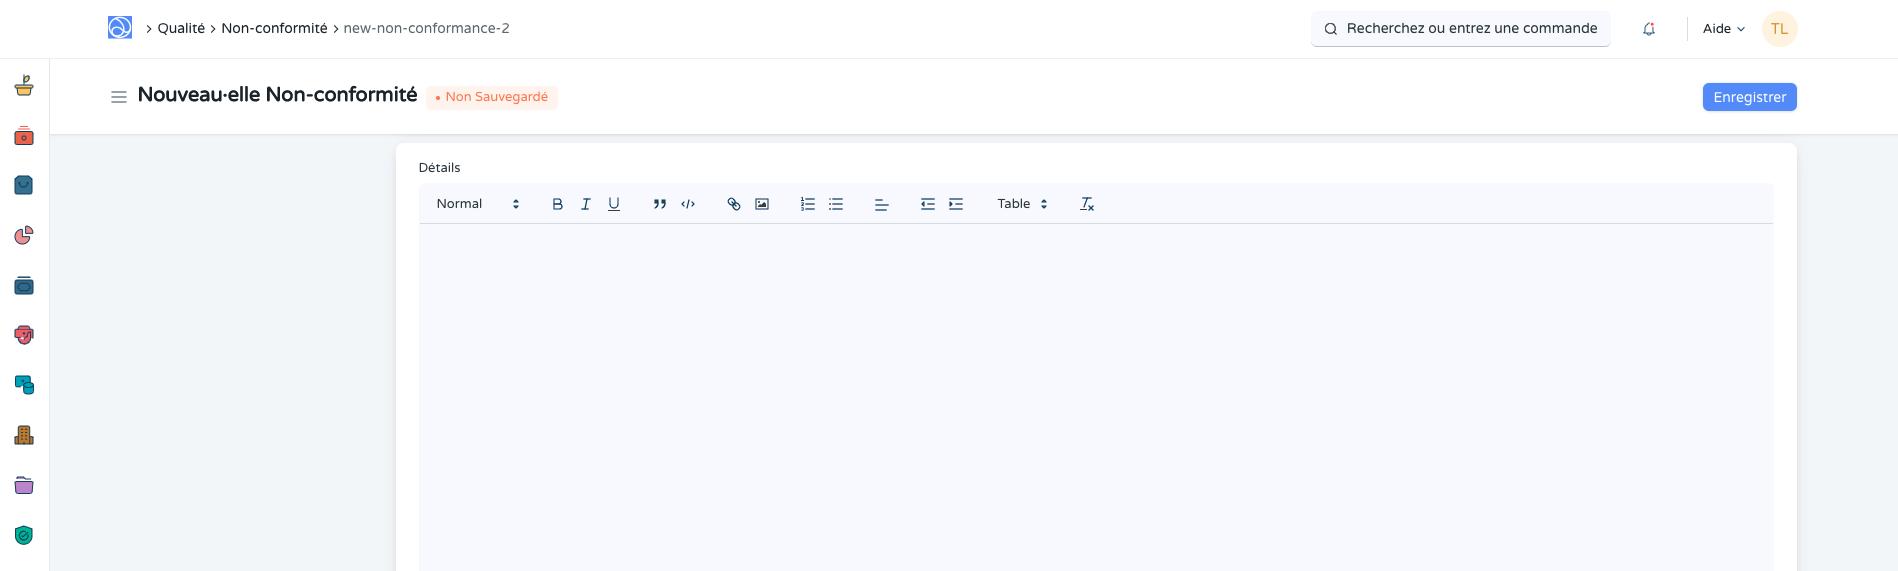 Qualité > Non-conformité > new-non-conformance-2
Recherchez ou entrez une commande
Aide
TL
Nouveau·elle Non-conformité
Non Sauvegardé
Enregistrer
Détails
Normal
Table